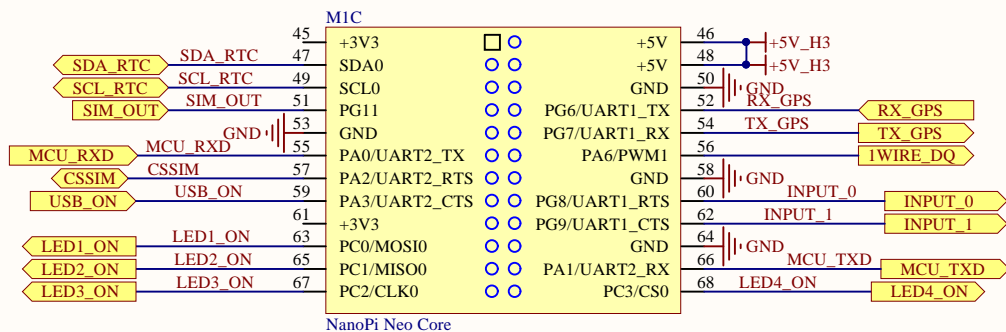 M1C
45 +3V3 +5V 46 +5V_H3
SDA_RTC SDA_RTC 47 SDA0 +5V 48 +5V_H3
SCL_RTC SCL_RTC 49 SCL0 GND 50 GND
SIM_OUT SIM_OUT 51 PG11 PG6/UART1_TX 52 RX_GPS RX_GPS
GND 53 GND PG7/UART1_RX 54 TX_GPS TX_GPS
MCU_RXD MCU_RXD 55 PA0/UART2_TX PA6/PWM1 56 1WIRE_DQ
CSSIM CSSIM 57 PA2/UART2_RTS GND 58 GND
USB_ON USB_ON 59 PA3/UART2_CTS PG8/UART1_RTS 60 INPUT_0 INPUT_0
61 +3V3 PG9/UART1_CTS 62 INPUT_1 INPUT_1
LED1_ON LED1_ON 63 PC0/MOSI0 GND 64 GND
LED2_ON LED2_ON 65 PC1/MISO0 PA1/UART2_RX 66 MCU_TXD MCU_TXD
LED3_ON LED3_ON 67 PC2/CLK0 PC3/CS0 68 LED4_ON LED4_ON
NanoPi Neo Core